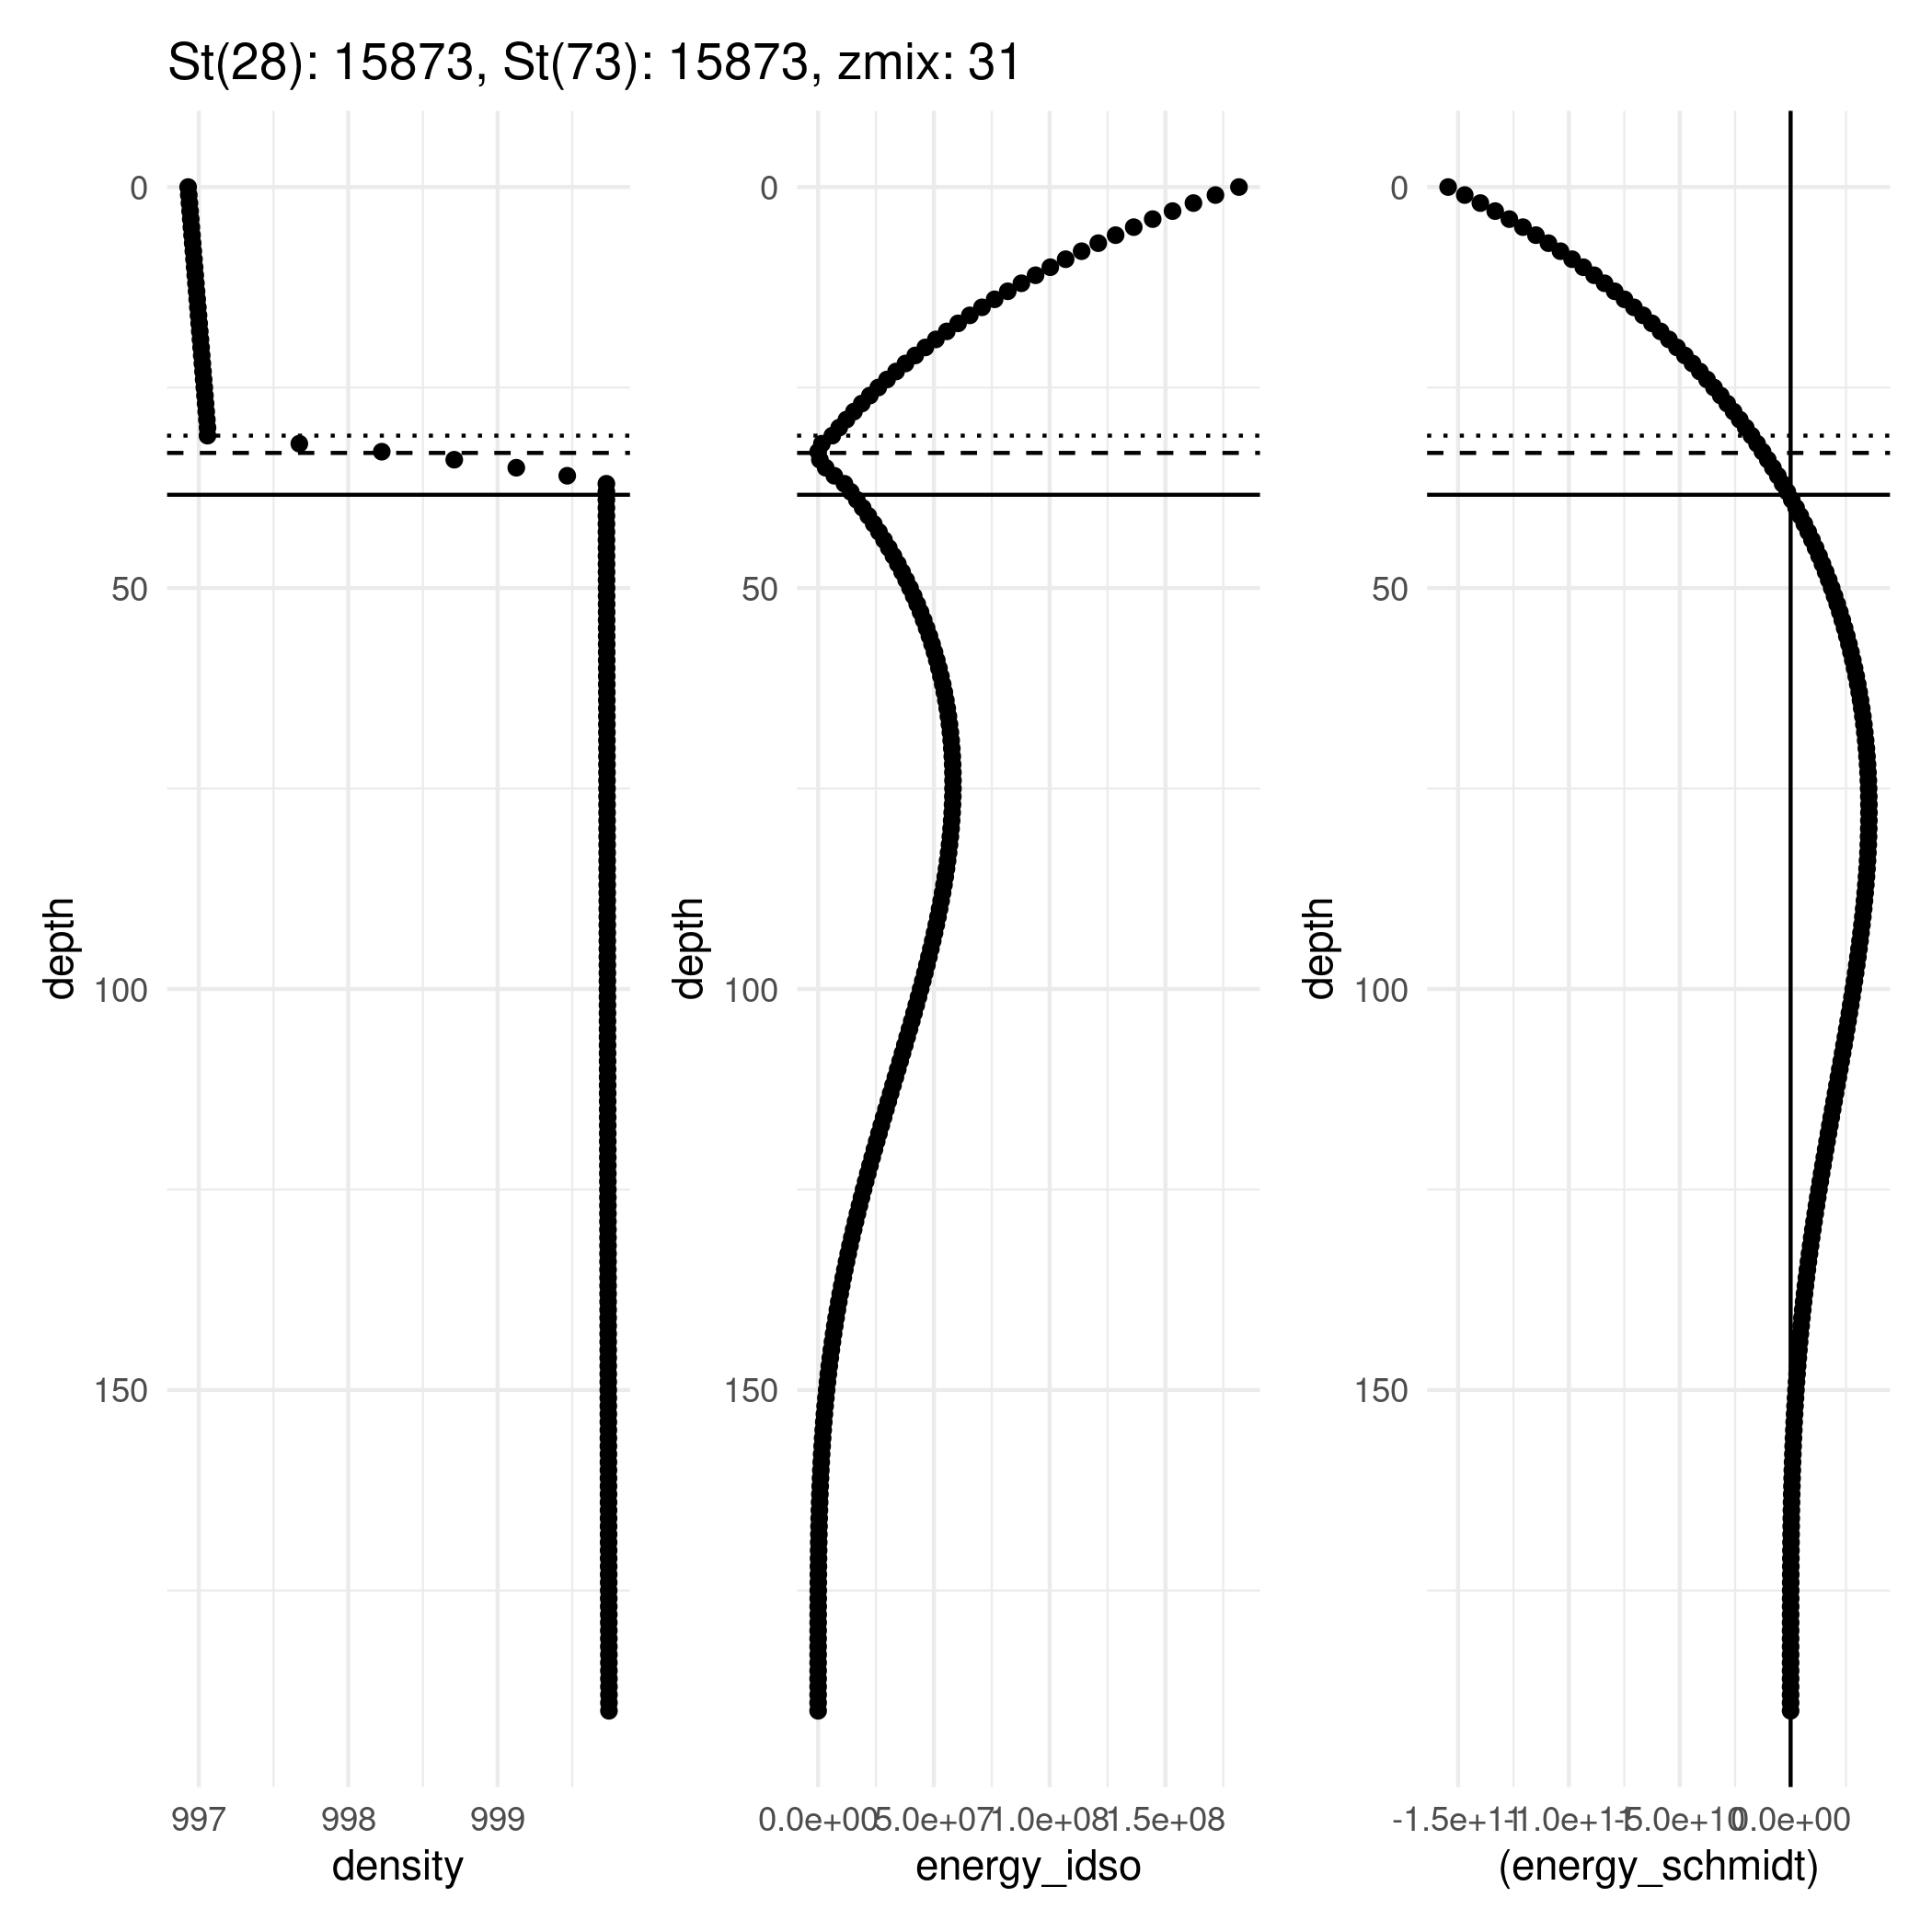 St(28): 15873, St(73): 15873, zmix: 31
0
50
100
150
depth
997 998 999
density
0
50
100
150
depth
0.0e+00 5.0e+07 1.0e+08 1.5e+08
energy_idso
0
50
100
150
depth
-1.5e+11 -1.0e+11 -5.0e+10 0.0e+00
(energy_schmidt)